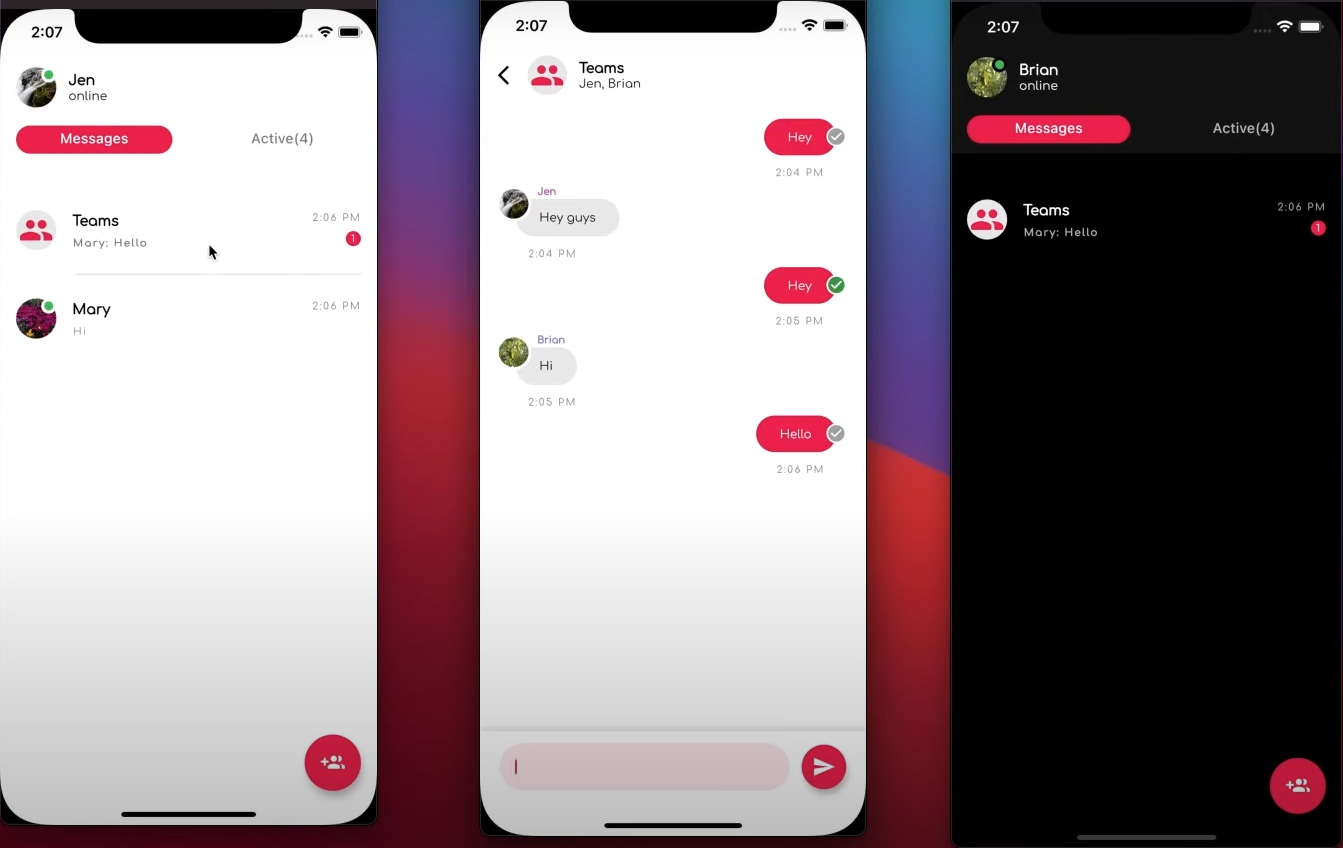 2:07
Jen
online
Messages
Active(4)
Teams
2:06 PM
Mary: Hello
1
Mary
2:06 PM
Hi
2:07
Teams
Jen, Brian
Hey
2:04 PM
Jen
Hey guys
2:04 PM
Hey
2:05 PM
Brian
Hi
2:05 PM
Hello
2:06 PM
2:07
Brian
online
Messages
Active(4)
Teams
2:06 PM
Mary: Hello
1